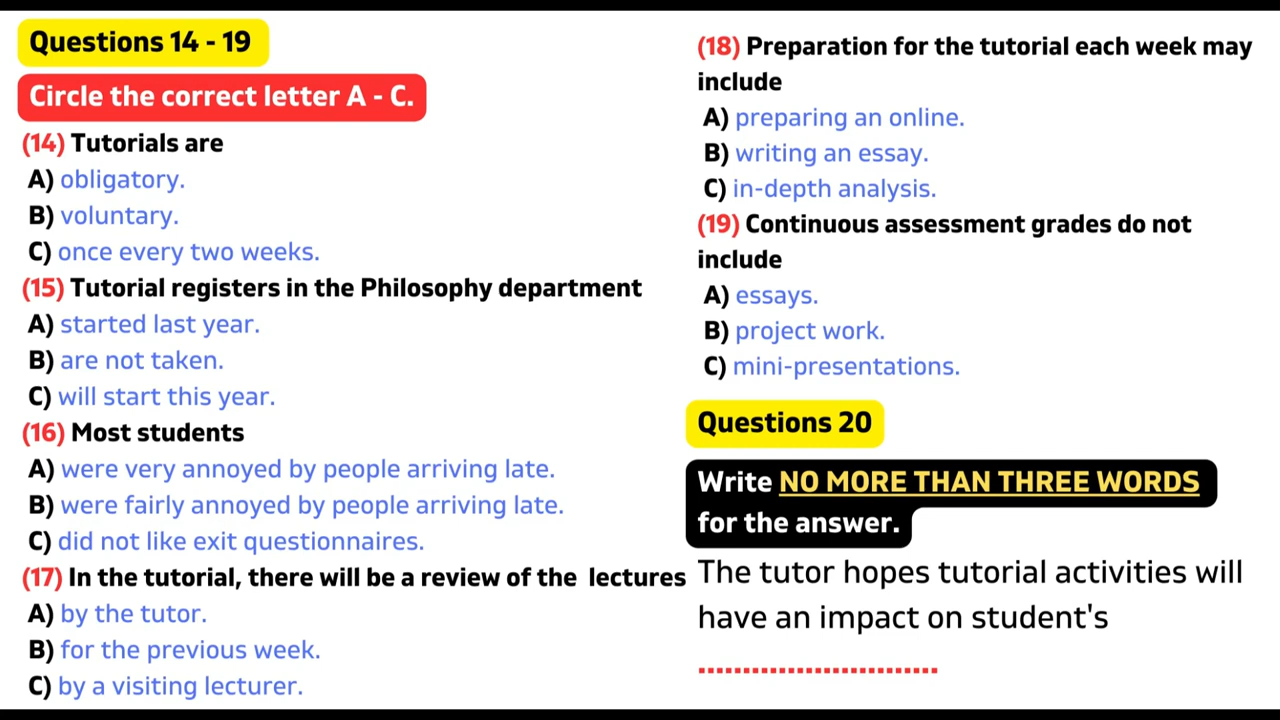 Questions 14 - 19
Circle the correct letter A - C.
(14) Tutorials are
A) obligatory.
B) voluntary.
C) once every two weeks.
(15) Tutorial registers in the Philosophy department
A) started last year.
B) are not taken.
C) will start this year.
(16) Most students
A) were very annoyed by people arriving late.
B) were fairly annoyed by people arriving late.
C) did not like exit questionnaires.
(17) In the tutorial, there will be a review of the lectures
A) by the tutor.
B) for the previous week.
C) by a visiting lecturer.
(18) Preparation for the tutorial each week may
include
A) preparing an online.
B) writing an essay.
C) in-depth analysis.
(19) Continuous assessment grades do not
include
A) essays.
B) project work.
C) mini-presentations.
Questions 20
Write NO MORE THAN THREE WORDS
for the answer.
The tutor hopes tutorial activities will
have an impact on student's
...........................